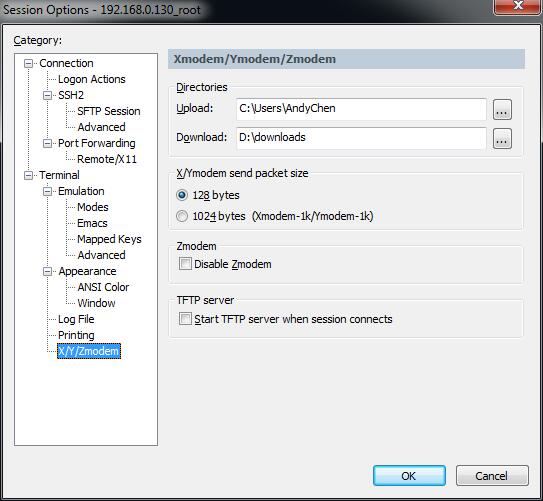 Session Options - 192.168.0.130_root
Category:
Connection
Logon Actions
SSH2
SFTP Session
Advanced
Port Forwarding
Remote/X11
Terminal
Emulation
Modes
Emacs
Mapped Keys
Advanced
Appearance
ANSI Color
Window
Log File
Printing
X/Y/Zmodem
Xmodem/Ymodem/Zmodem
Directories
Upload: C:\Users\AndyChen ...
Download: D:\downloads ...
X/Ymodem send packet size
128 bytes
1024 bytes (Xmodem-1k/Ymodem-1k)
Zmodem
Disable Zmodem
TFTP server
Start TFTP server when session connects
OK Cancel